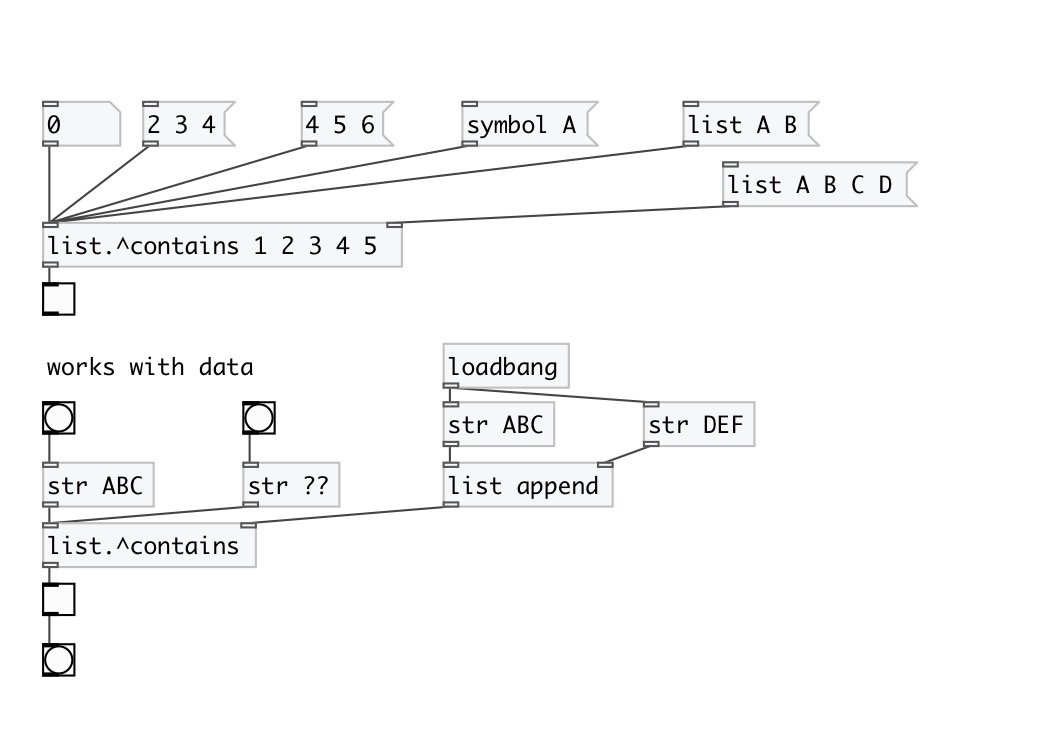 0
2 3 4
4 5 6
symbol A
list A B
list A B C D
list.^contains 1 2 3 4 5
works with data
loadbang
str ABC
str DEF
str ABC
str ??
list append
list.^contains